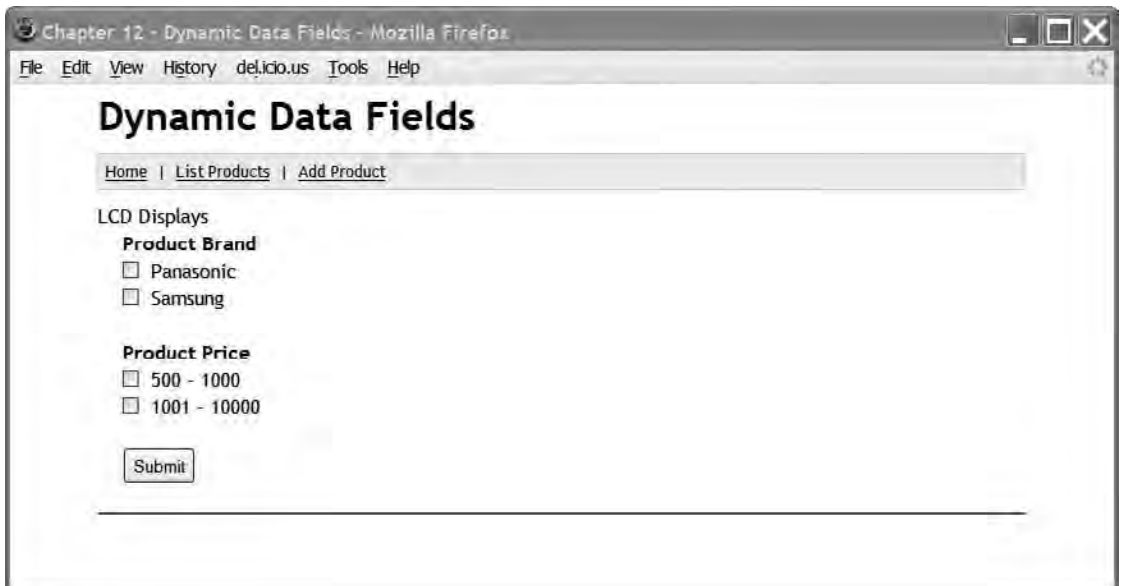 Chapter 12 - Dynamic Data Fields - Mozilla Firefox
File Edit View History del.icio.us Tools Help
Dynamic Data Fields
Home | List Products | Add Product
LCD Displays
Product Brand
Panasonic
Samsung
Product Price
500 - 1000
1001 - 10000
Submit